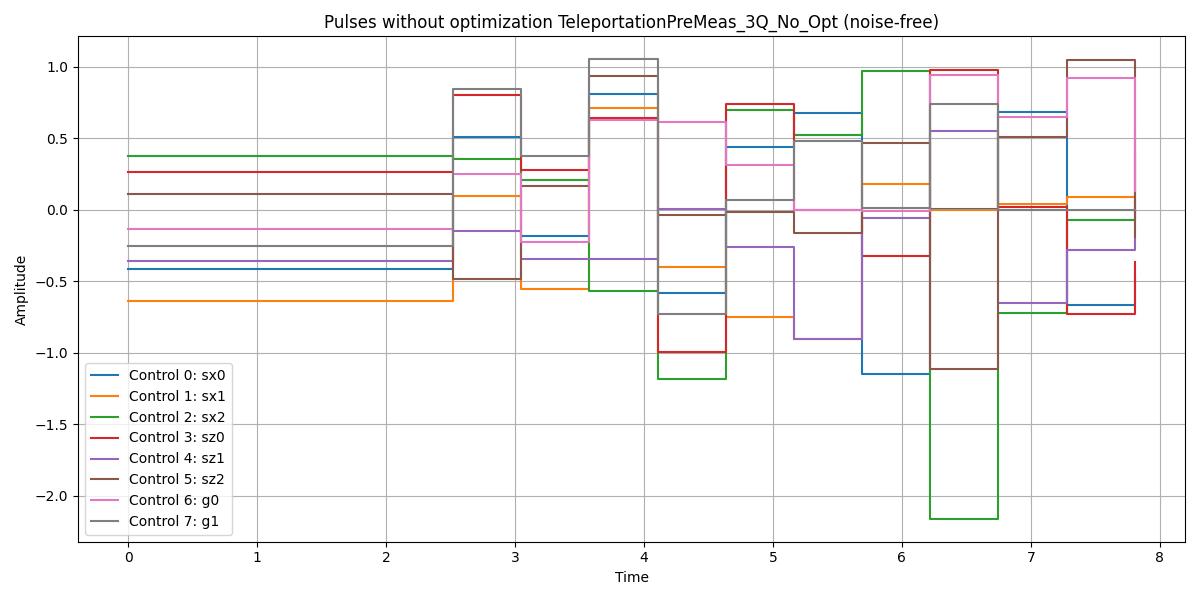 Pulses without optimization TeleportationPreMeas_3Q_No_Opt (noise-free)
Amplitude
1.0
0.5
0.0
−0.5
−1.0
−1.5
−2.0
Control 0: sx0
Control 1: sx1
Control 2: sx2
Control 3: sz0
Control 4: sz1
Control 5: sz2
Control 6: g0
Control 7: g1
0 1 2 3 4 5 6 7 8
Time